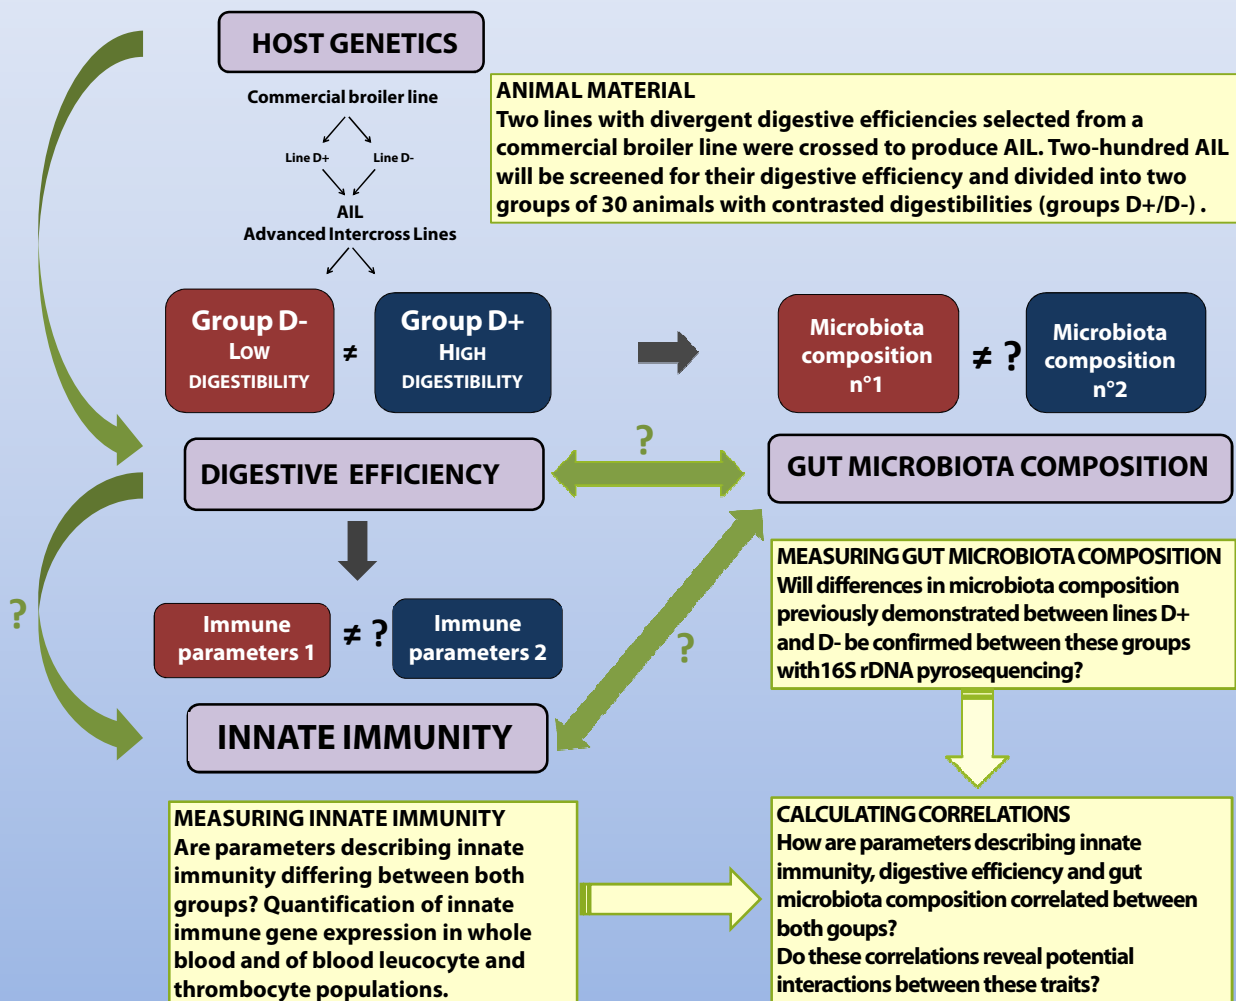 HOST GENETICS
Commercial broiler line
Line D+ Line D-
AIL
Advanced Intercross Lines
ANIMAL MATERIAL
Two lines with divergent digestive efficiencies selected from a
commercial broiler line were crossed to produce AIL. Two-hundred AIL
will be screened for their digestive efficiency and divided into two
groups of 30 animals with contrasted digestibilities (groups D+/D-) .
Group D-
LOW
DIGESTIBILITY
≠
Group D+
HIGH
DIGESTIBILITY
Microbiota
composition
n°1
≠ ?
Microbiota
composition
n°2
DIGESTIVE EFFICIENCY
?
GUT MICROBIOTA COMPOSITION
?
Immune
parameters 1
≠ ?
Immune
parameters 2
?
INNATE IMMUNITY
MEASURING GUT MICROBIOTA COMPOSITION
Will differences in microbiota composition
previously demonstrated between lines D+
and D- be confirmed between these groups
with16S rDNA pyrosequencing?
MEASURING INNATE IMMUNITY
Are parameters describing innate
immunity differing between both
groups? Quantification of innate
immune gene expression in whole
blood and of blood leucocyte and
thrombocyte populations.
CALCULATING CORRELATIONS
How are parameters describing innate
immunity, digestive efficiency and gut
microbiota composition correlated between
both goups?
Do these correlations reveal potential
interactions between these traits?